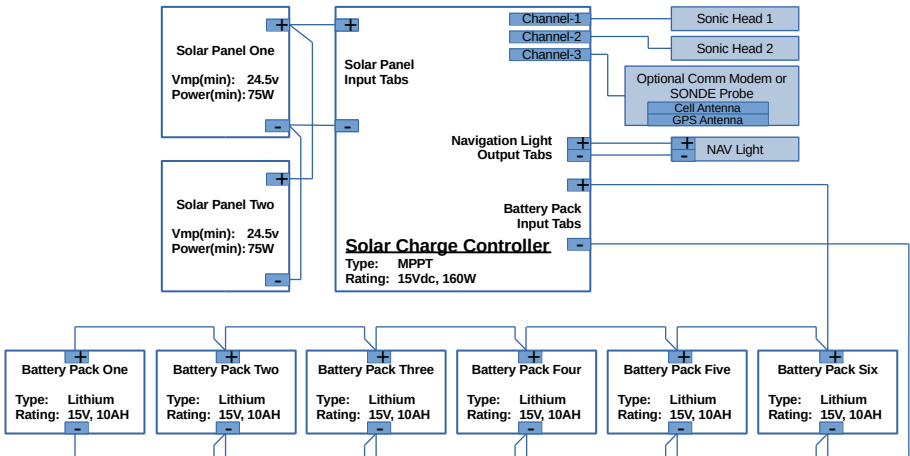 Solar Panel One
Vmp(min): 24.5v
Power(min): 75W
+
-
Solar Panel Two
Vmp(min): 24.5v
Power(min): 75W
+
-
+
Solar Panel
Input Tabs
-
Channel-1
Channel-2
Channel-3
Navigation Light
Output Tabs
+
-
Battery Pack
Input Tabs
+
-
Solar Charge Controller
Type: MPPT
Rating: 15Vdc, 160W
Sonic Head 1
Sonic Head 2
Optional Comm Modem or
SONDE Probe
Cell Antenna
GPS Antenna
+
-
NAV Light
+
Battery Pack One
Type: Lithium
Rating: 15V, 10AH
-
+
Battery Pack Two
Type: Lithium
Rating: 15V, 10AH
-
+
Battery Pack Three
Type: Lithium
Rating: 15V, 10AH
-
+
Battery Pack Four
Type: Lithium
Rating: 15V, 10AH
-
+
Battery Pack Five
Type: Lithium
Rating: 15V, 10AH
-
+
Battery Pack Six
Type: Lithium
Rating: 15V, 10AH
-